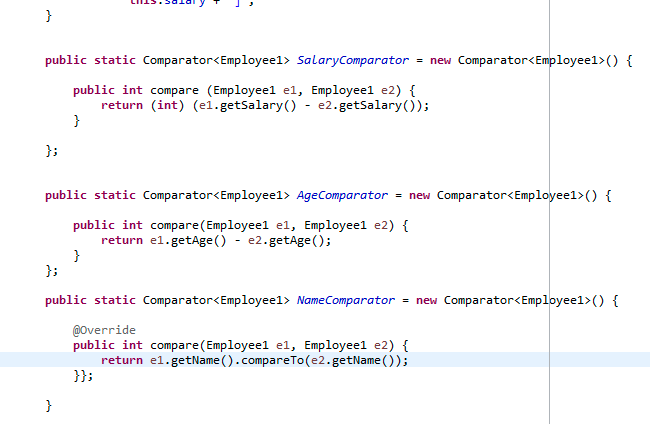 this.salary + "]";
}
public static Comparator<Employee1> SalaryComparator = new Comparator<Employee1>() {
public int compare (Employee1 e1, Employee1 e2) {
return (int) (e1.getSalary() - e2.getSalary());
}
};
public static Comparator<Employee1> AgeComparator = new Comparator<Employee1>() {
public int compare(Employee1 e1, Employee1 e2) {
return e1.getAge() - e2.getAge();
}
};
public static Comparator<Employee1> NameComparator = new Comparator<Employee1>() {
@Override
public int compare(Employee1 e1, Employee1 e2) {
return e1.getName().compareTo(e2.getName());
}};
}